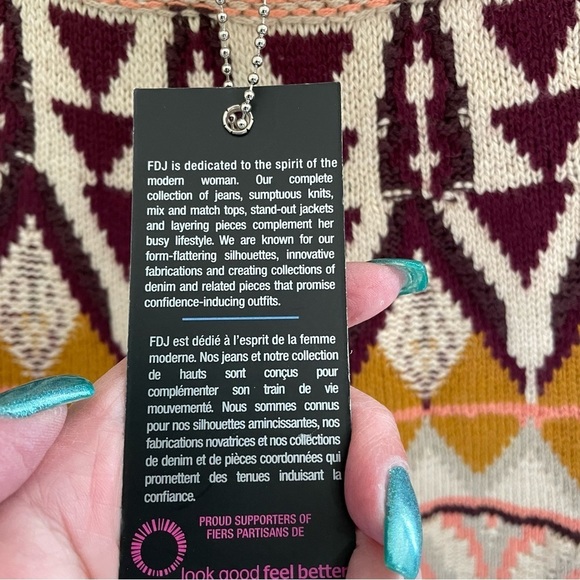 FDJ is dedicated to the spirit of the
modern woman. Our complete
collection of jeans, sumptuous knits,
mix and match tops, stand-out jackets
and layering pieces complement her
busy lifestyle. We are known for our
form-flattering silhouettes, innovative
fabrications and creating collections of
denim and related pieces that promise
confidence-inducing outfits.
FDJ est dédié à l'esprit de la femme
moderne. Nos jeans et notre collection
de hauts sont conçus pour
complémenter son train de vie
mouvementé. Nous sommes connus
pour nos silhouettes amincissantes, nos
fabrications novatrices et nos collections
de denim et de pièces coordonnées qui
promettent des tenues induisant la
confiance.
PROUD SUPPORTERS OF
FIERS PARTISANS DE
look good feel better